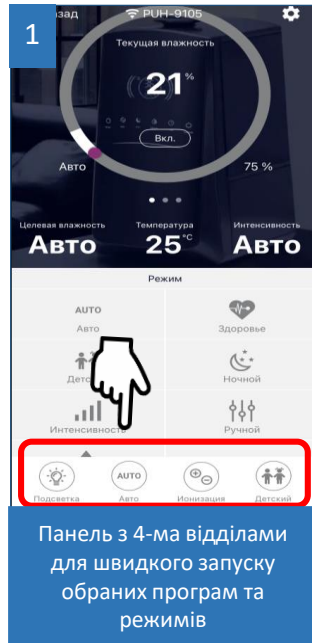 1
зад
PUH-9105
Текущая влажность
21%
Вкл.
Авто
75 %
Целевая влажность
Температура
Интенсивность
Авто
25°C
Авто
Режим
AUTO
Авто
Здоровье
Детс
Ночной
Интенсивность
Ручной
AUTO
Подсветка
Авто
Ионизация
Детский
Панель з 4-ма відділами
для швидкого запуску
обраних програм та
режимів